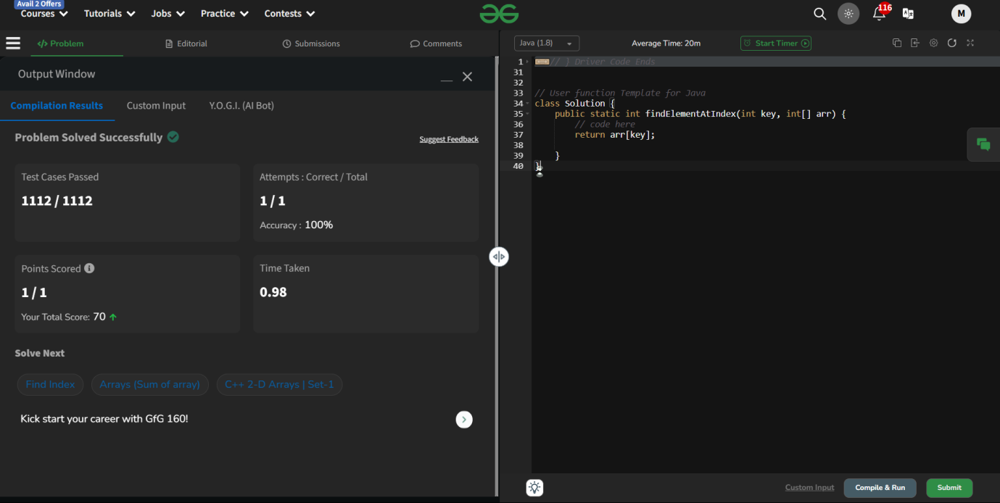 Avail 2 Offers
Courses Tutorials Jobs Practice Contests
116
M
Problem Editorial Submissions Comments
Java (1.8) Average Time: 20m Start Timer
Output Window
Compilation Results Custom Input Y.O.G.I. (AI Bot)
Problem Solved Successfully
Suggest Feedback
Test Cases Passed
1112 / 1112
Attempts : Correct / Total
1 / 1
Accuracy : 100%
Points Scored
1 / 1
Your Total Score: 70
Time Taken
0.98
Solve Next
Find Index Arrays (Sum of array) C++ 2-D Arrays | Set-1
Kick start your career with GfG 160!
1 // } Driver Code Ends
31
32
33 // User function Template for Java
34 class Solution {
35 public static int findElementAtIndex(int key, int[] arr) {
36 // code here
37 return arr[key];
38
39 }
40 }
Custom Input Compile & Run Submit